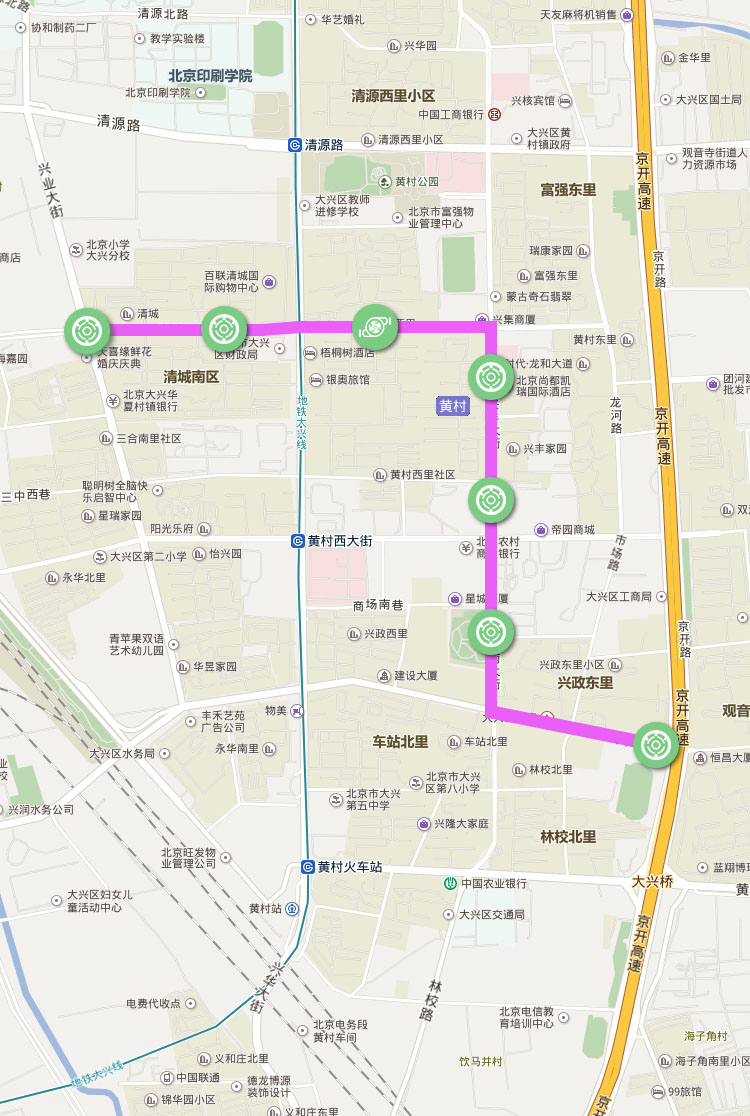 清源北路
清源北路
天友麻将机销售
华艺婚礼
协和制药二厂
教学实验楼
兴华园
金华里
北京印刷学院
北京印刷学院
清源西里小区
兴核宾馆
大兴区国土局
中国工商银行
清源路
清源路
清源西里小区
大兴区黄
村镇政府
观音寺街道人
力资源市场
京开高速
兴业大街
黄村公园
富强东里
大兴区教师
进修学校
北京市富强物
业管理中心
北京小学
大兴分校
商店
瑞康家园
京开路
百联清城国
际购物中心
富强东里
蒙古奇石翡翠
清城
兴集商厦
黄村东里
天喜缘鲜花
婚庆庆典
海嘉园
区财政局
梧桐树酒店
时代·龙和大道
清城南区
银奥旅馆
北京尚都凯
瑞国际酒店
团河
批发市
北京大兴华
夏村镇银行
地铁大兴线
黄村
龙河路
京开高速
三合南里社区
兴丰家园
聪明树全脑快
乐启智中心
黄村西里社区
三中西巷
星瑞家园
阳光乐府
帝园商城
大兴区第二小学
怡兴园
黄村西大街
市场路
永华北里
商场南巷
大兴区工商局
青苹果双语
艺术幼儿园
兴政西里
京开路
华昱家园
建设大厦
兴政东里小区
兴政东里
丰禾艺苑
广告公司
物美
京开高速
观音
大兴区水务局
永华南里
车站北里
车站北里
恒昌大厦
林校北里
北京市大兴
区第八小学
兴润水务公司
北京市大兴
第五中学
兴隆大家庭
林校北里
北京旺发物
业管理公司
黄村火车站
蓝翔博
中国农业银行
大兴桥
黄
大兴区妇女儿
童活动中心
黄村站
大兴区交通局
京开高速
兴华大街
林校路
电费代收点
北京电务段
黄村车间
北京电信教
育培训中心
海子角村
义和庄北里
饮马井村
海子角南里小区
地铁大兴线
中国联通
德龙博源
装饰设计
99旅馆
锦华园小区
义和庄东里
京开